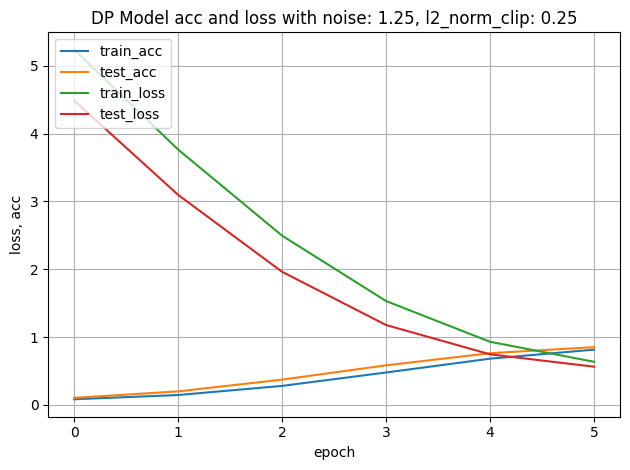 DP Model acc and loss with noise: 1.25, l2_norm_clip: 0.25
train_acc
test_acc
train_loss
test_loss
loss, acc
5
4
3
2
1
0
0 1 2 3 4 5
epoch